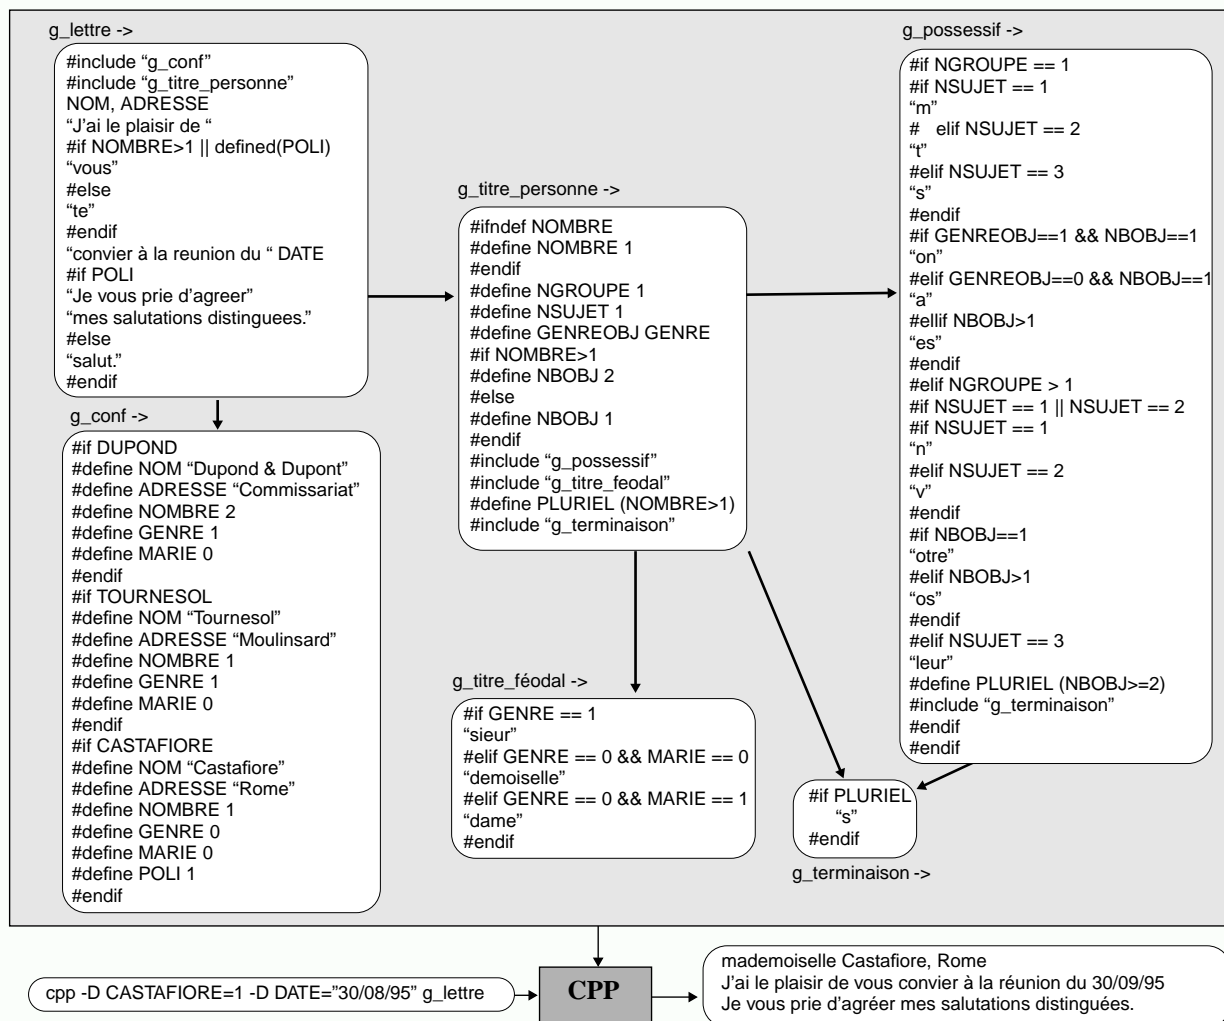 g_lettre ->
#include “g_conf”
#include “g_titre_personne”
NOM, ADRESSE
“J’ai le plaisir de “
#if NOMBRE>1 || defined(POLI)
“vous”
#else
“te”
#endif
“convier à la reunion du “ DATE
#if POLI
“Je vous prie d’agreer”
“mes salutations distinguees.”
#else
“salut.”
#endif
g_conf ->
#if DUPOND
#define NOM “Dupond & Dupont”
#define ADRESSE “Commissariat”
#define NOMBRE 2
#define GENRE 1
#define MARIE 0
#endif
#if TOURNESOL
#define NOM “Tournesol”
#define ADRESSE “Moulinsard”
#define NOMBRE 1
#define GENRE 1
#define MARIE 0
#endif
#if CASTAFIORE
#define NOM “Castafiore”
#define ADRESSE “Rome”
#define NOMBRE 1
#define GENRE 0
#define MARIE 0
#define POLI 1
#endif
g_titre_personne ->
#ifndef NOMBRE
#define NOMBRE 1
#endif
#define NGROUPE 1
#define NSUJET 1
#define GENREOBJ GENRE
#if NOMBRE>1
#define NBOBJ 2
#else
#define NBOBJ 1
#endif
#include “g_possessif”
#include “g_titre_feodal”
#define PLURIEL (NOMBRE>1)
#include “g_terminaison”
g_titre_féodal ->
#if GENRE == 1
“sieur”
#elif GENRE == 0 && MARIE == 0
“demoiselle”
#elif GENRE == 0 && MARIE == 1
“dame”
#endif
g_possessif ->
#if NGROUPE == 1
#if NSUJET == 1
“m”
#   elif NSUJET == 2
“t”
#elif NSUJET == 3
“s”
#endif
#if GENREOBJ==1 && NBOBJ==1
“on”
#elif GENREOBJ==0 && NBOBJ==1
“a”
#ellif NBOBJ>1
“es”
#endif
#elif NGROUPE > 1
#if NSUJET == 1 || NSUJET == 2
#if NSUJET == 1
“n”
#elif NSUJET == 2
“v”
#endif
#if NBOBJ==1
“otre”
#elif NBOBJ>1
“os”
#endif
#elif NSUJET == 3
“leur”
#define PLURIEL (NBOBJ>=2)
#include “g_terminaison”
#endif
#endif
#if PLURIEL
“s”
#endif
g_terminaison ->
cpp -D CASTAFIORE=1 -D DATE=”30/08/95” g_lettre
CPP
mademoiselle Castafiore, Rome
J’ai le plaisir de vous convier à la réunion du 30/09/95
Je vous prie d’agréer mes salutations distinguées.